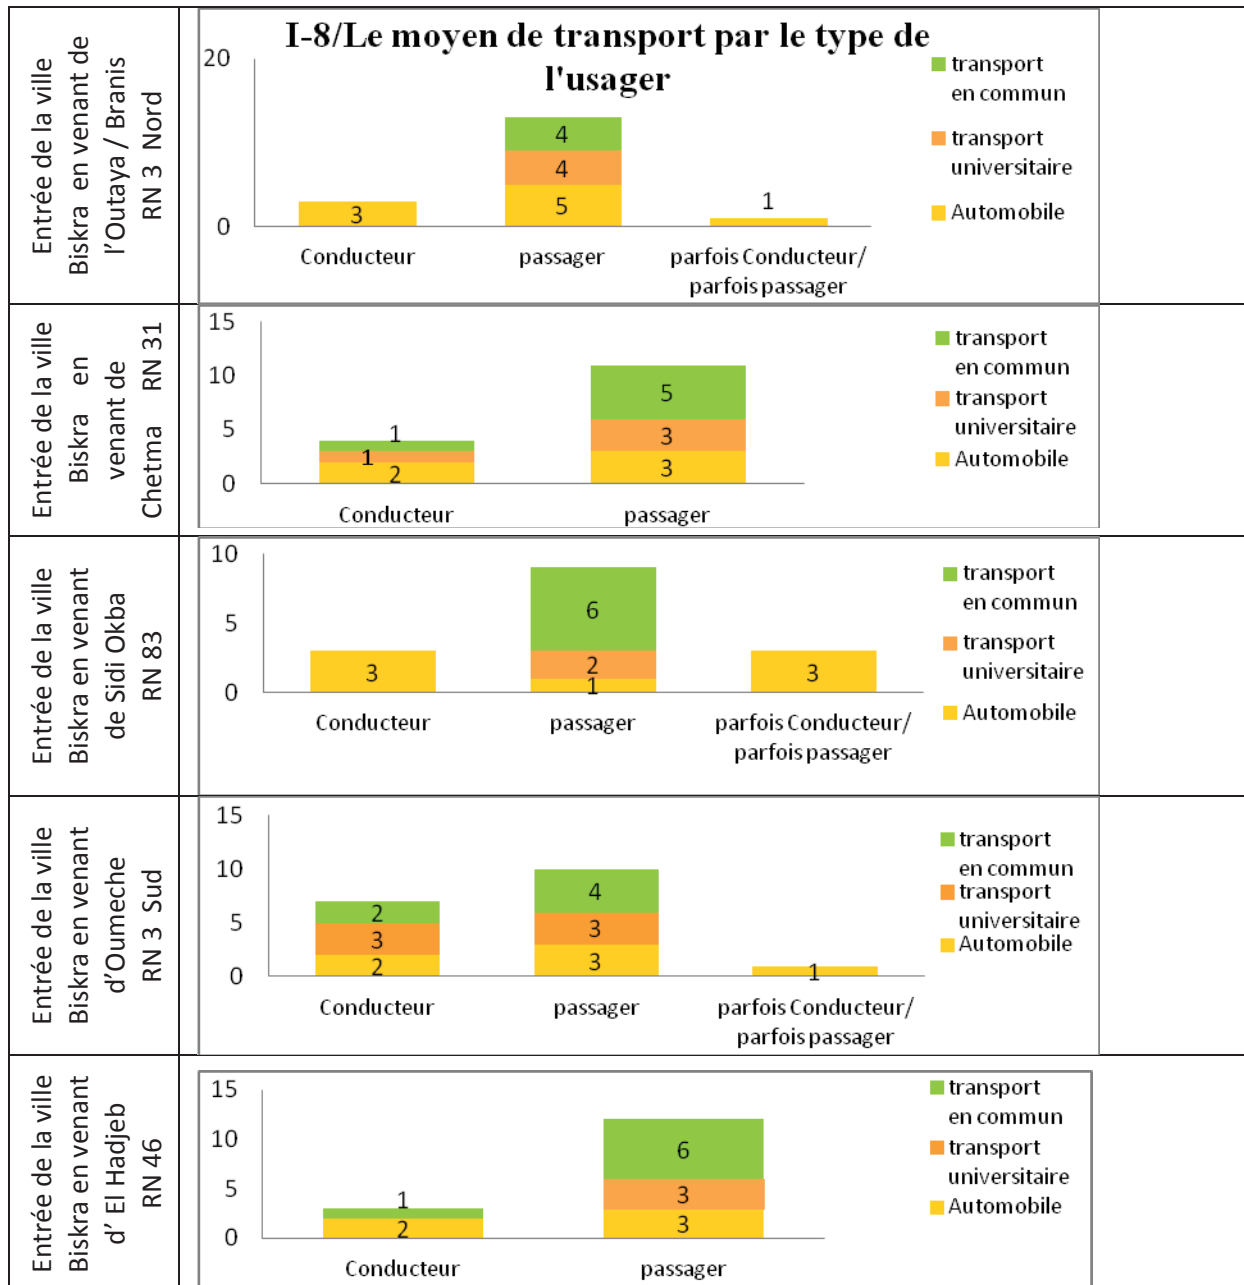 Entrée de la ville
Biskra en venant de
l’Outaya / Branis
RN 3 Nord
I-8/Le moyen de transport par le type de
l'usager
20
0
3
4
4
5
1
Conducteur
passager
parfois Conducteur/
parfois passager
transport
en commun
transport
universitaire
Automobile
Entrée de la ville
Biskra en
venant de
Chetma RN 31
15
10
5
0
1
1
2
5
3
3
Conducteur
passager
transport
en commun
transport
universitaire
Automobile
Entrée de la ville
Biskra en venant
de Sidi Okba
RN 83
10
5
0
3
6
2
1
3
Conducteur
passager
parfois Conducteur/
parfois passager
transport
en commun
transport
universitaire
Automobile
Entrée de la ville
Biskra en venant
d’Oumeche
RN 3 Sud
15
10
5
0
2
3
2
4
3
3
1
Conducteur
passager
parfois Conducteur/
parfois passager
transport
en commun
transport
universitaire
Automobile
Entrée de la ville
Biskra en venant
d’ El Hadjeb
RN 46
15
10
5
0
1
2
6
3
3
Conducteur
passager
transport
en commun
transport
universitaire
Automobile